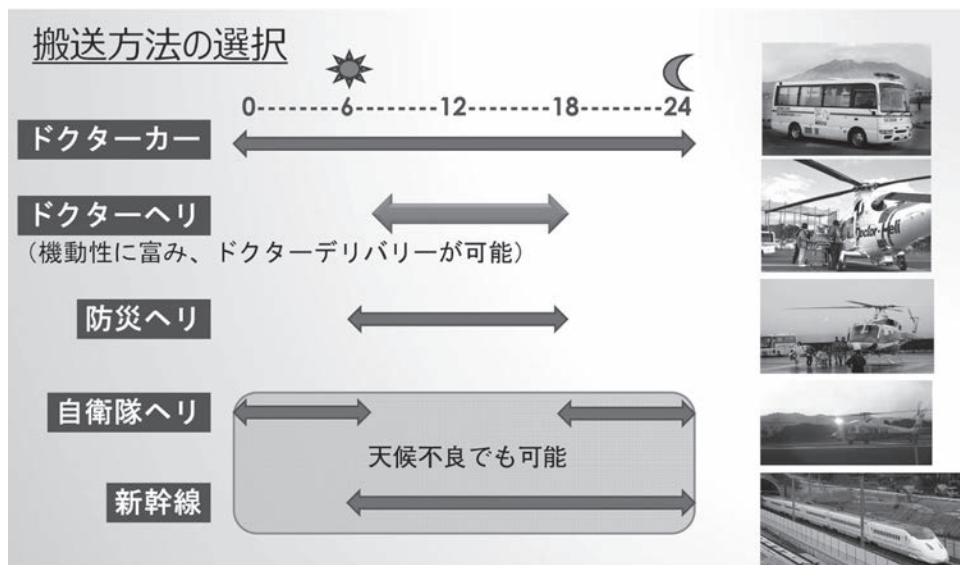 搬送方法の選択
0--------6--------12--------18--------24
ドクターカー
ドクターヘリ
(機動性に富み、ドクターデリバリーが可能)
防災ヘリ
自衛隊ヘリ
天候不良でも可能
新幹線
Doctor-Heli